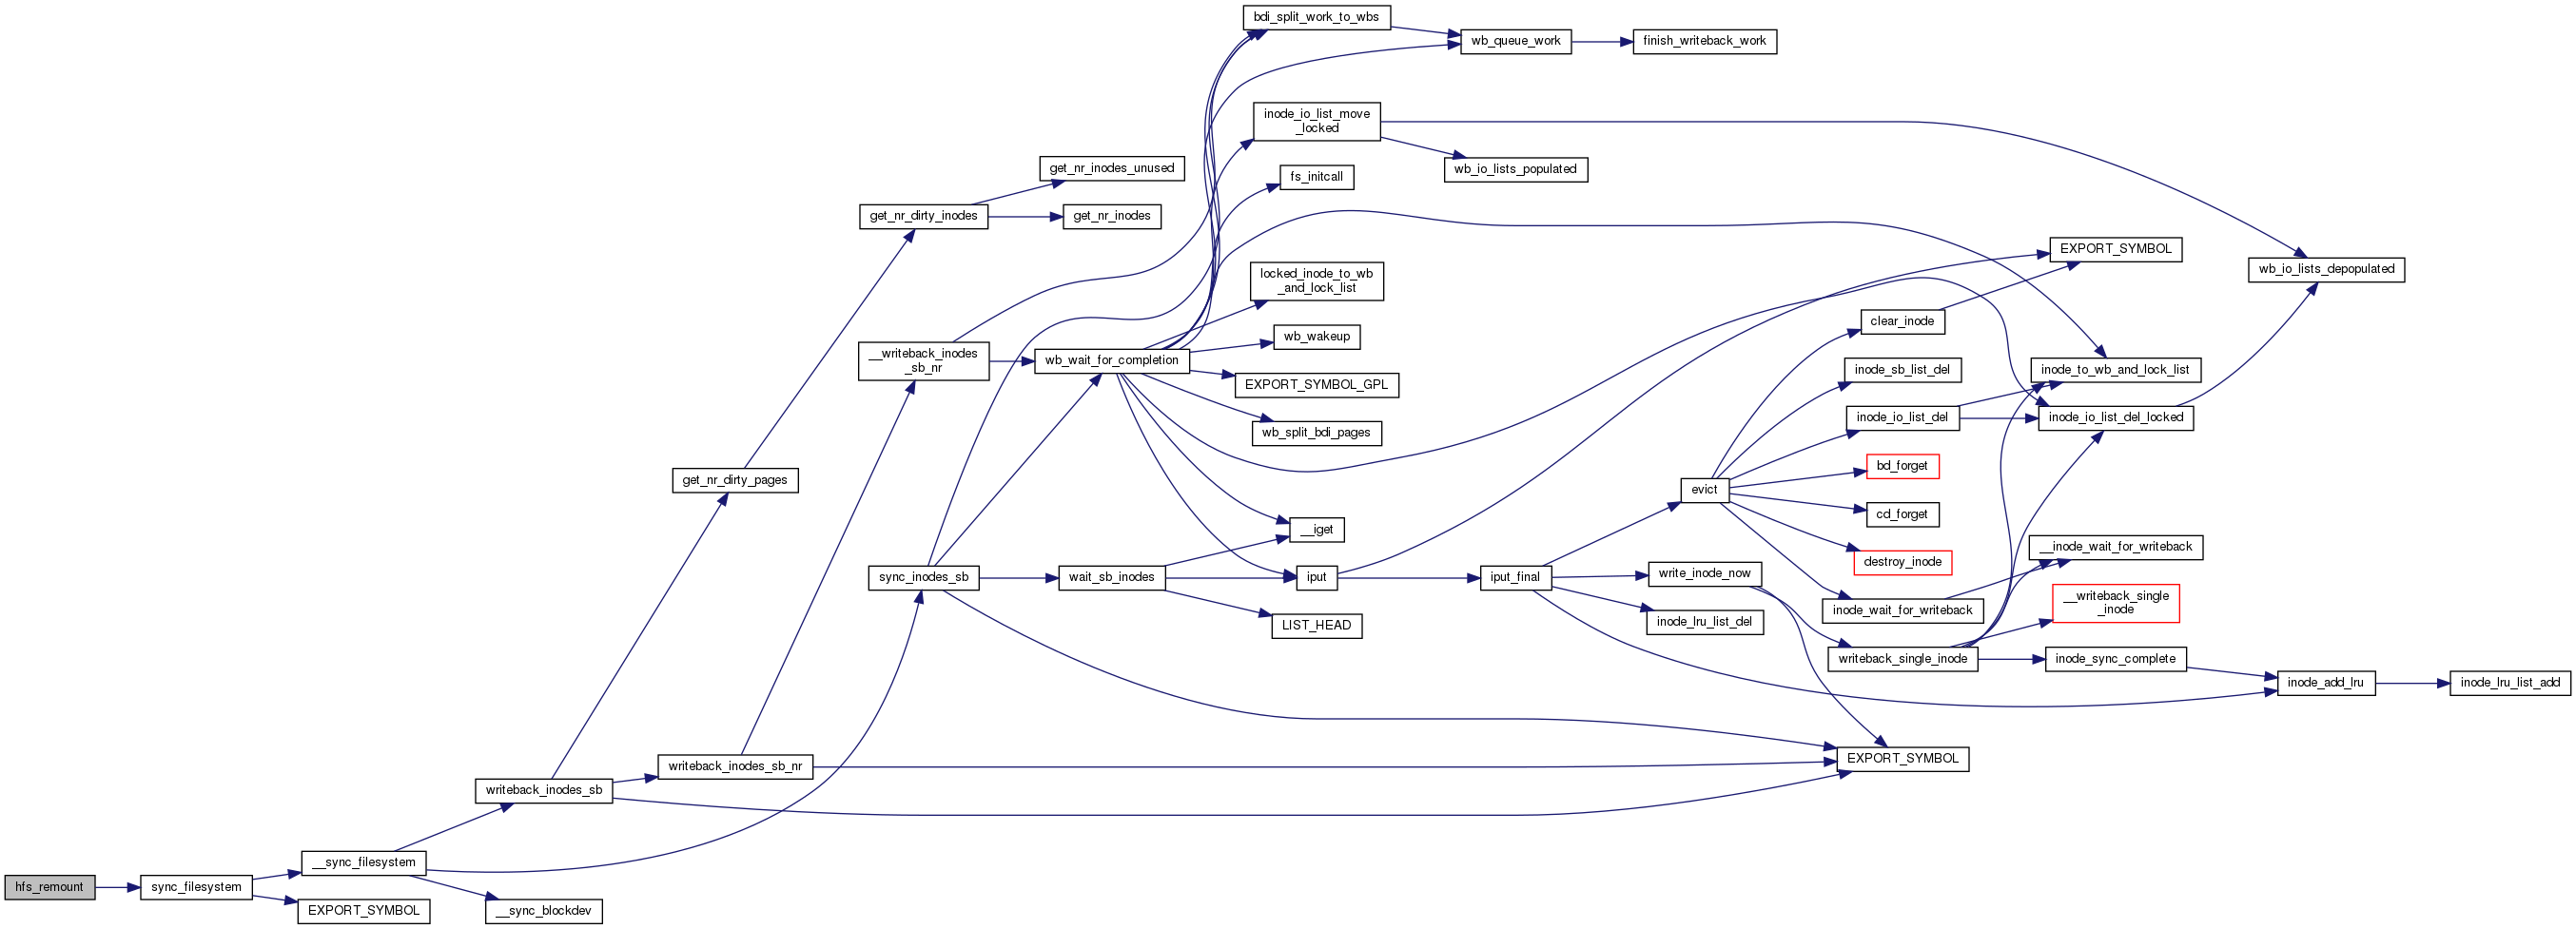 bdi_split_work_to_wbs
wb_queue_work
finish_writeback_work
inode_io_list_move
_locked
wb_io_lists_populated
get_nr_inodes_unused
fs_initcall
get_nr_dirty_inodes
get_nr_inodes
EXPORT_SYMBOL
wb_io_lists_depopulated
locked_inode_to_wb
_and_lock_list
clear_inode
wb_wakeup
__writeback_inodes
_sb_nr
wb_wait_for_completion
inode_sb_list_del
inode_to_wb_and_lock_list
EXPORT_SYMBOL_GPL
inode_io_list_del
inode_io_list_del_locked
wb_split_bdi_pages
bd_forget
get_nr_dirty_pages
evict
cd_forget
__iget
__inode_wait_for_writeback
destroy_inode
sync_inodes_sb
wait_sb_inodes
iput
iput_final
write_inode_now
__writeback_single
_inode
inode_wait_for_writeback
inode_lru_list_del
LIST_HEAD
writeback_single_inode
inode_sync_complete
inode_add_lru
inode_lru_list_add
EXPORT_SYMBOL
writeback_inodes_sb_nr
writeback_inodes_sb
__sync_filesystem
hfs_remount
sync_filesystem
EXPORT_SYMBOL
__sync_blockdev